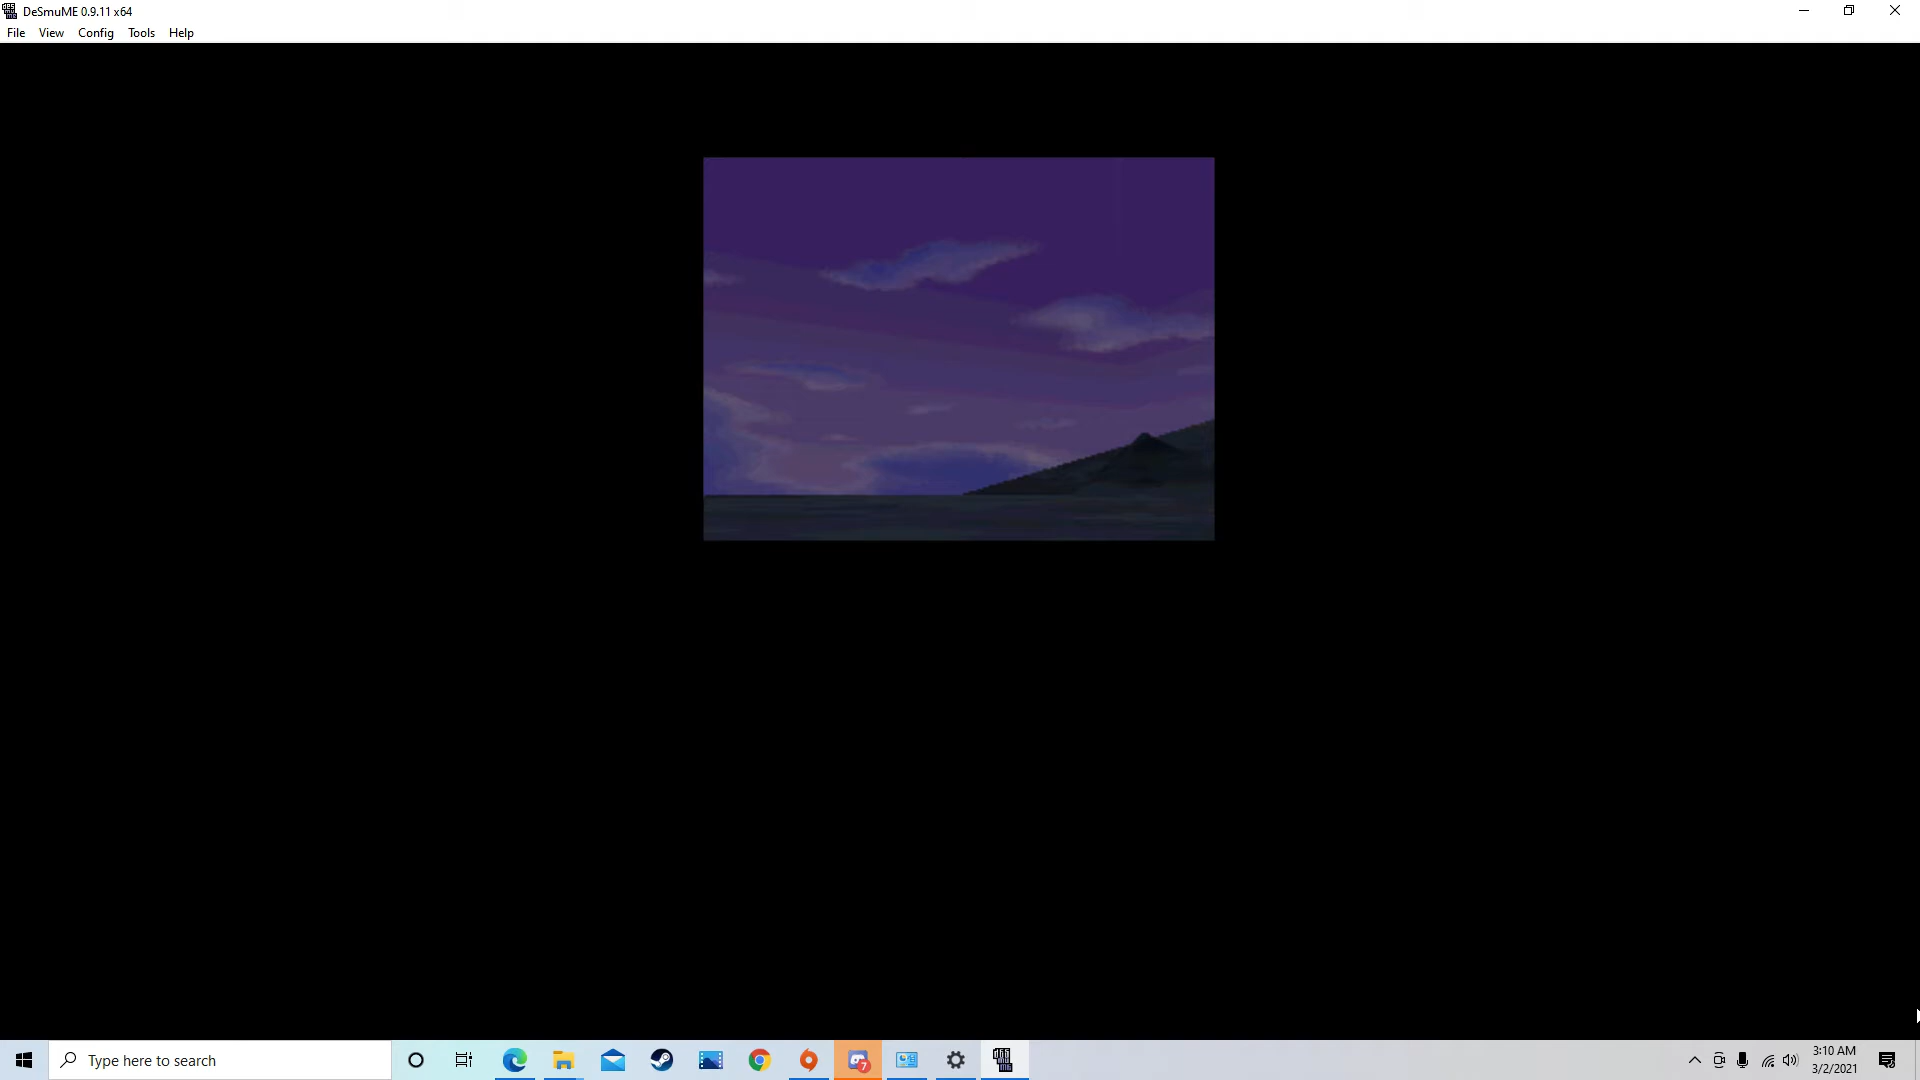 DeSmuME 0.9.11 x64
File View Config Tools Help
Type here to search
7
3:10 AM
3/2/2021